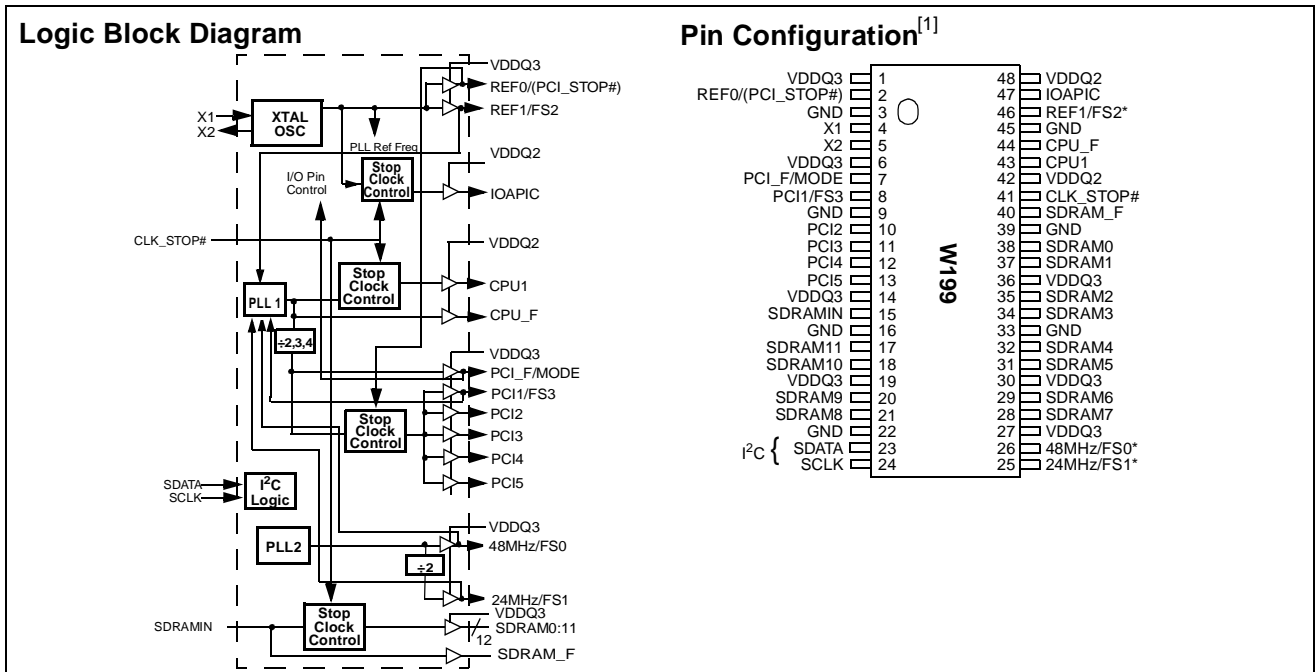 Logic Block Diagram
VDDQ3
REF0/(PCI_STOP#)
X1
X2
XTAL
OSC
REF1/FS2
PLL Ref Freq
VDDQ2
I/O Pin
Control
Stop
Clock
Control
IOAPIC
CLK_STOP#
VDDQ2
Stop
Clock
Control
CPU1
PLL 1
CPU_F
÷2,3,4
VDDQ3
PCI_F/MODE
PCI1/FS3
Stop
Clock
Control
PCI2
PCI3
PCI4
PCI5
SDATA
SCLK
I2C
Logic
VDDQ3
PLL2
48MHz/FS0
÷2
24MHz/FS1
VDDQ3
SDRAMIN
Stop
Clock
Control
SDRAM0:11
12
SDRAM_F
Pin Configuration[1]
VDDQ3 1 48 VDDQ2
REF0/(PCI_STOP#) 2 47 IOAPIC
GND 3 46 REF1/FS2*
X1 4 45 GND
X2 5 44 CPU_F
VDDQ3 6 43 CPU1
PCI_F/MODE 7 42 VDDQ2
PCI1/FS3 8 41 CLK_STOP#
GND 9 40 SDRAM_F
PCI2 10 39 GND
PCI3 11 38 SDRAM0
PCI4 12 37 SDRAM1
PCI5 13 36 VDDQ3
VDDQ3 14 35 SDRAM2
SDRAMIN 15 34 SDRAM3
GND 16 33 GND
SDRAM11 17 32 SDRAM4
SDRAM10 18 31 SDRAM5
VDDQ3 19 30 VDDQ3
SDRAM9 20 29 SDRAM6
SDRAM8 21 28 SDRAM7
GND 22 27 VDDQ3
I2C { SDATA 23 26 48MHz/FS0*
SCLK 24 25 24MHz/FS1*
W199